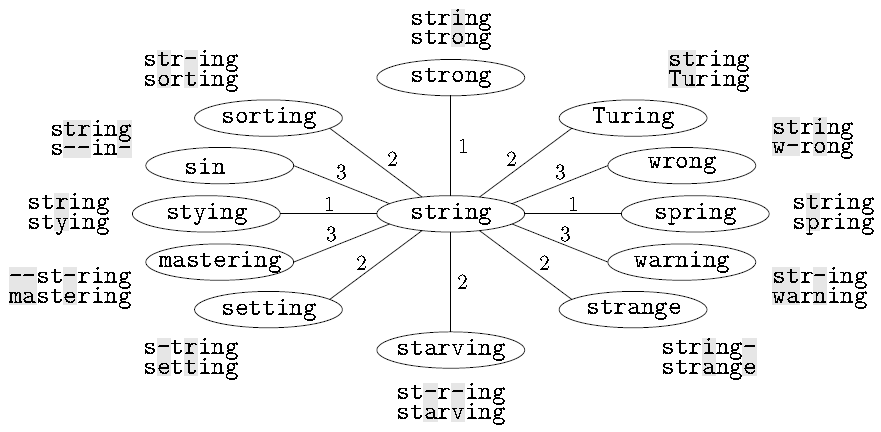 string
strong
strong
str-ing
sorting
sorting
string
Turing
Turing
string
s--in-
sin
string
w-rong
wrong
string
stying
stying
string
string
spring
spring
--st-ring
mastering
mastering
str-ing
warning
warning
s-tring
setting
setting
string-
strange
strange
st-r-ing
starving
starving
1
2
2
3
3
1
1
3
3
2
2
2